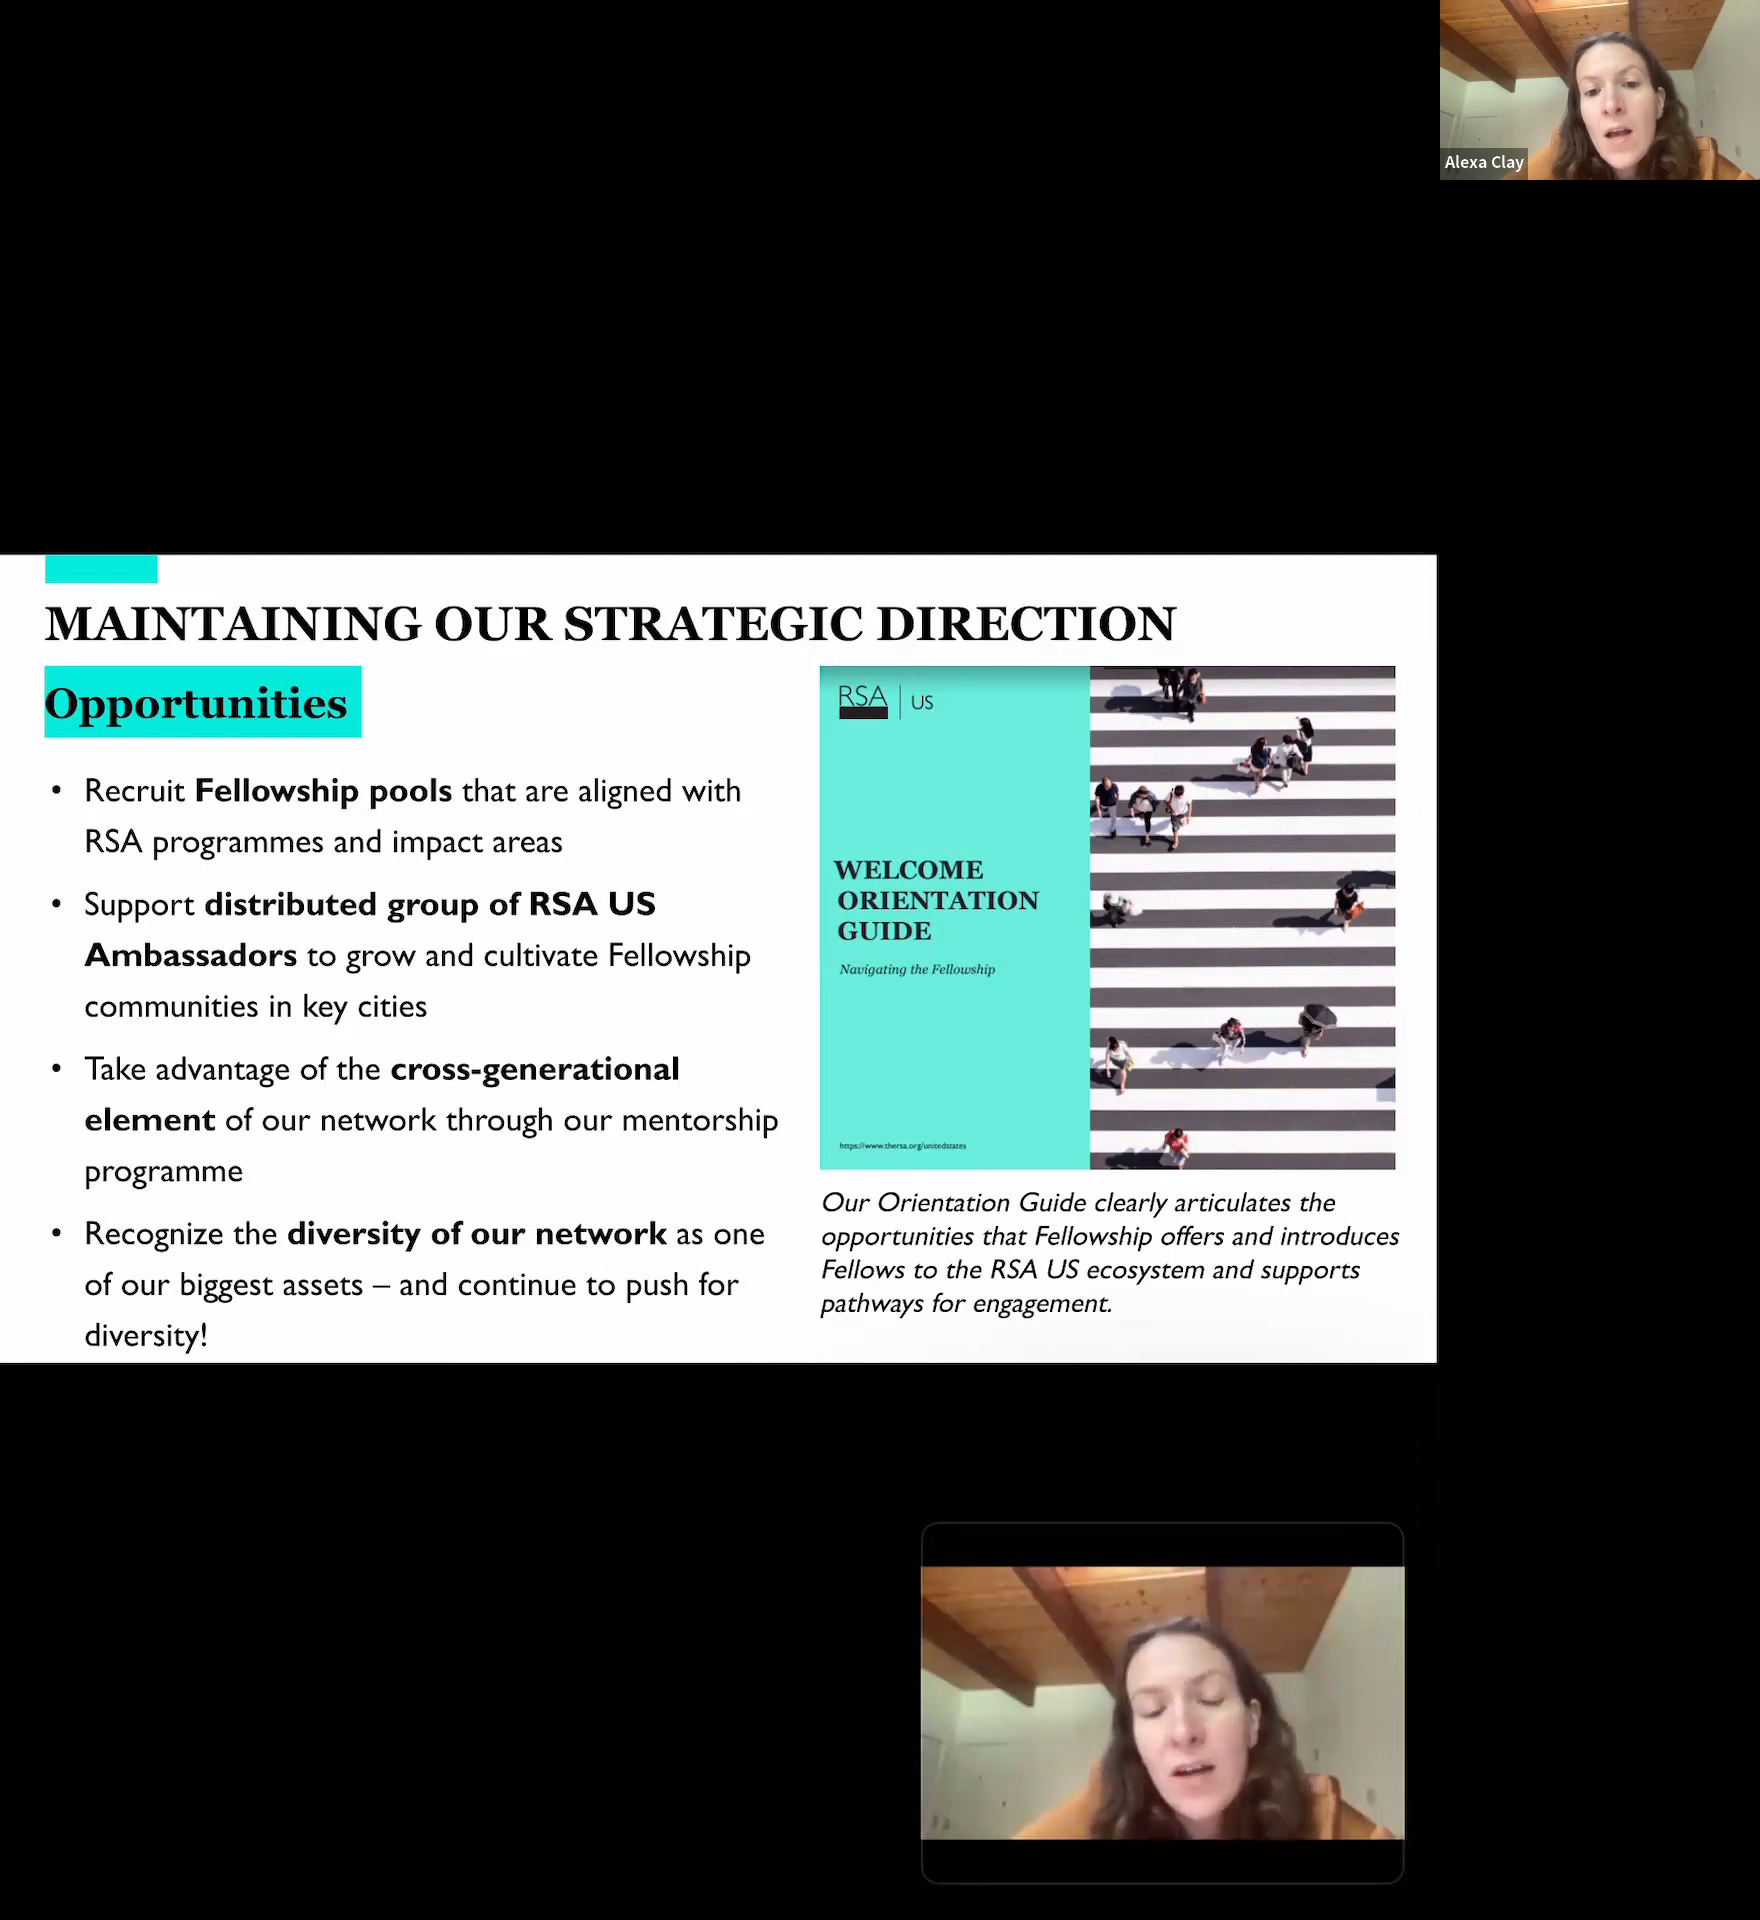 Alexa Clay
MAINTAINING OUR STRATEGIC DIRECTION
Opportunities
• Recruit Fellowship pools that are aligned with
RSA programmes and impact areas
• Support distributed group of RSA US
Ambassadors to grow and cultivate Fellowship
communities in key cities
• Take advantage of the cross-generational
element of our network through our mentorship
programme
• Recognize the diversity of our network as one
of our biggest assets – and continue to push for
diversity!
RSA | US
WELCOME
ORIENTATION
GUIDE
Navigating the Fellowship
https://www.thersa.org/unitedstates
Our Orientation Guide clearly articulates the
opportunities that Fellowship offers and introduces
Fellows to the RSA US ecosystem and supports
pathways for engagement.